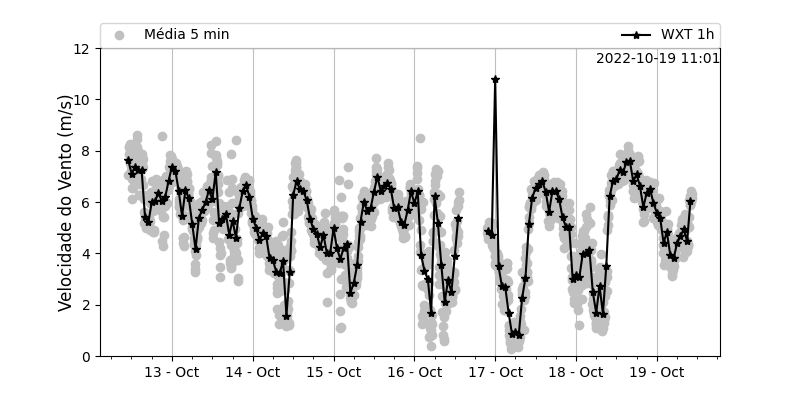 Média 5 min
WXT 1h
2022-10-19 11:01
Velocidade do Vento (m/s)
12
10
8
6
4
2
0
13 - Oct
14 - Oct
15 - Oct
16 - Oct
17 - Oct
18 - Oct
19 - Oct